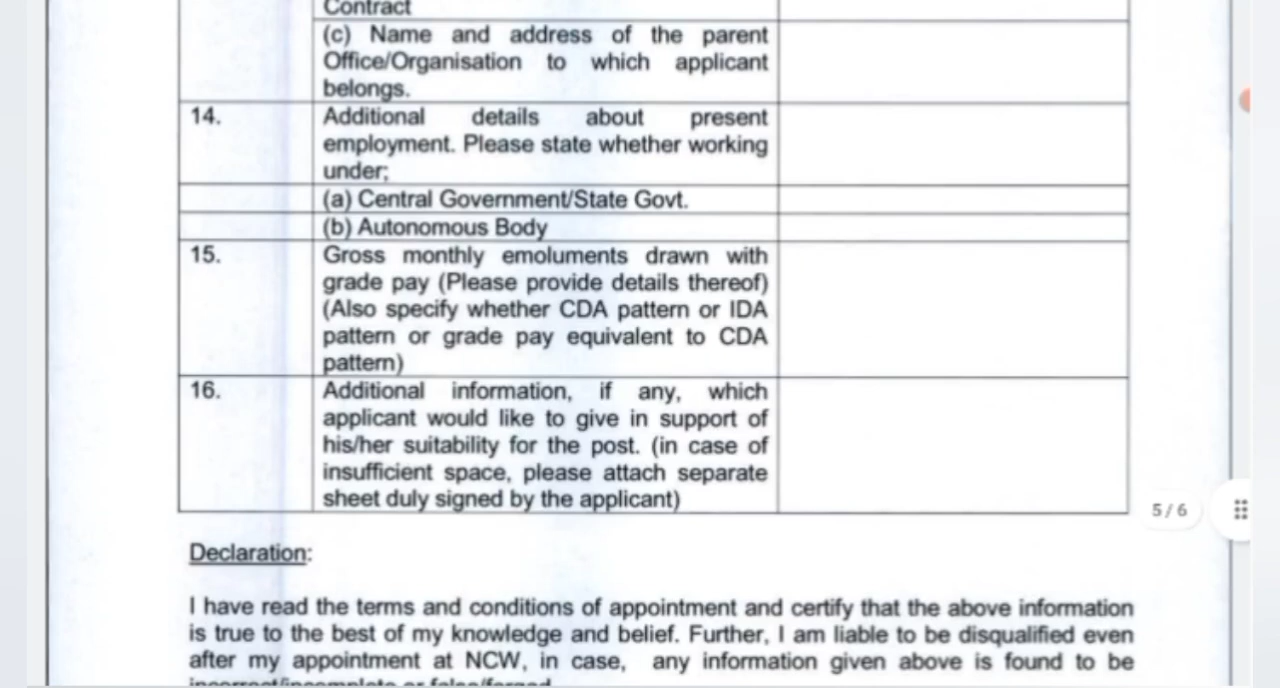 Contract
(c) Name and address of the parent
Office/Organisation to which applicant
belongs.
14.
Additional details about present
employment. Please state whether working
under;
(a) Central Government/State Govt.
(b) Autonomous Body
15.
Gross monthly emoluments drawn with
grade pay (Please provide details thereof)
(Also specify whether CDA pattern or IDA
pattern or grade pay equivalent to CDA
pattern)
16.
Additional information, if any, which
applicant would like to give in support of
his/her suitability for the post. (in case of
insufficient space, please attach separate
sheet duly signed by the applicant)
5/6
Declaration:
I have read the terms and conditions of appointment and certify that the above information
is true to the best of my knowledge and belief. Further, I am liable to be disqualified even
after my appointment at NCW, in case, any information given above is found to be
incorrect/incomplete or false/forged